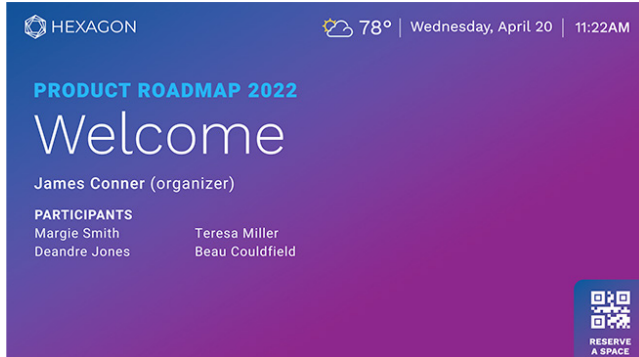 HEXAGON
78° | Wednesday, April 20 | 11:22AM
PRODUCT ROADMAP 2022
Welcome
James Conner (organizer)
PARTICIPANTS
Margie Smith Teresa Miller
Deandre Jones Beau Couldfield
RESERVE
A SPACE